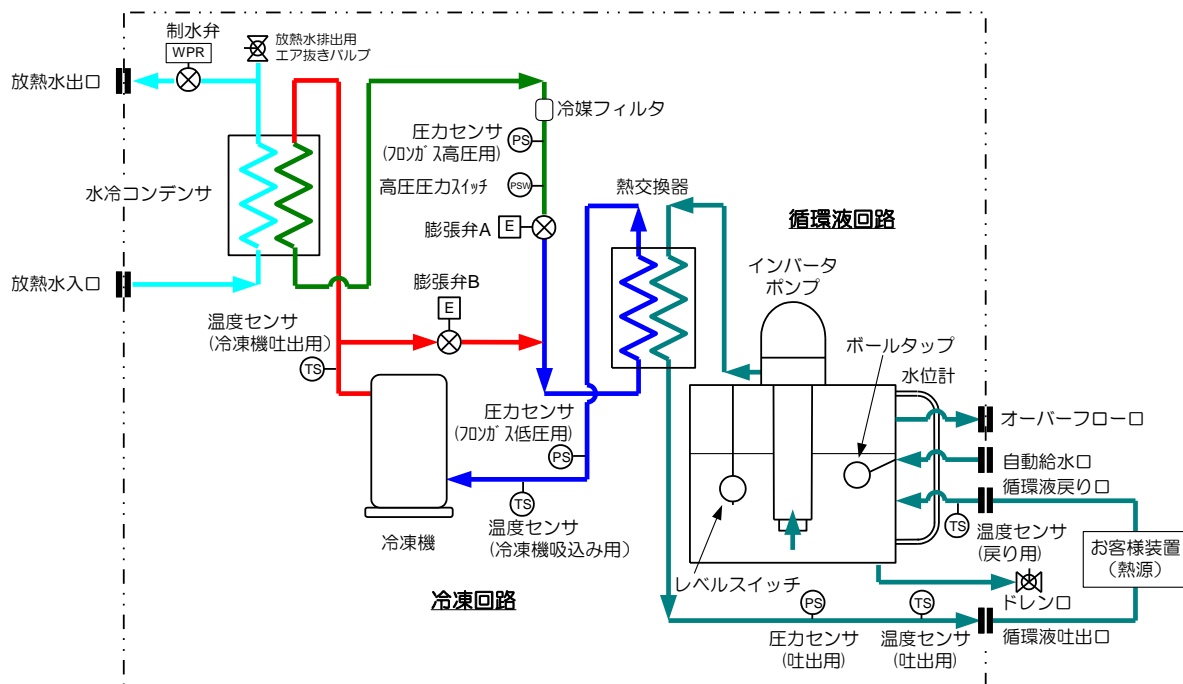 制水弁
WPR
放熱水排出用
エア抜きバルブ
放熱水出口
冷媒フィルタ
圧力センサ
(フロンガス高圧用)
PS
高圧圧力スイッチ
PSW
水冷コンデンサ
熱交換器
循環液回路
膨張弁A
E
放熱水入口
膨張弁B
E
インバータ
ポンプ
温度センサ
(冷凍機吐出用)
TS
ボールタップ
水位計
圧力センサ
(フロンガス低圧用)
PS
オーバーフロー口
自動給水口
循環液戻り口
TS
温度センサ
(冷凍機吸込み用)
TS
温度センサ
(戻り用)
お客様装置
(熱源)
冷凍機
レベルスイッチ
冷凍回路
ドレン口
PS
TS
循環液吐出口
圧力センサ
(吐出用)
温度センサ
(吐出用)